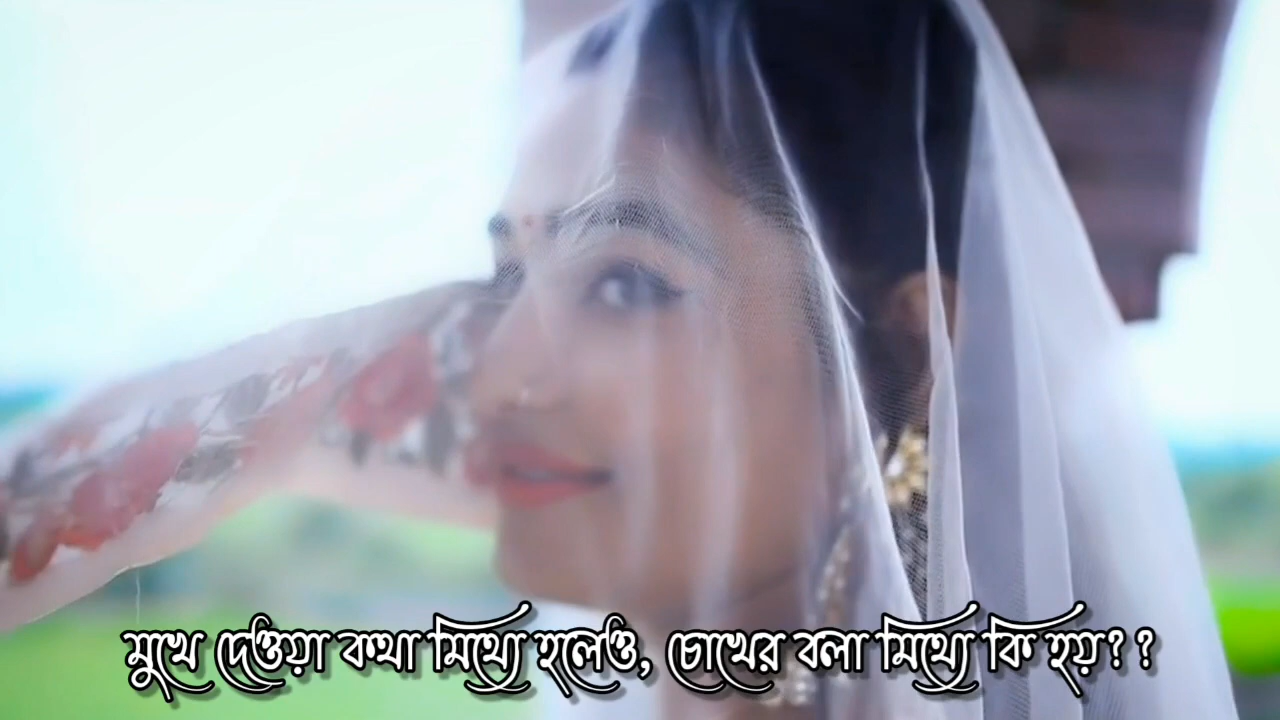 মুখে দেওয়া কথা মিথ্যে হলেও, চোখের বলা মিথ্যে কি হয়??